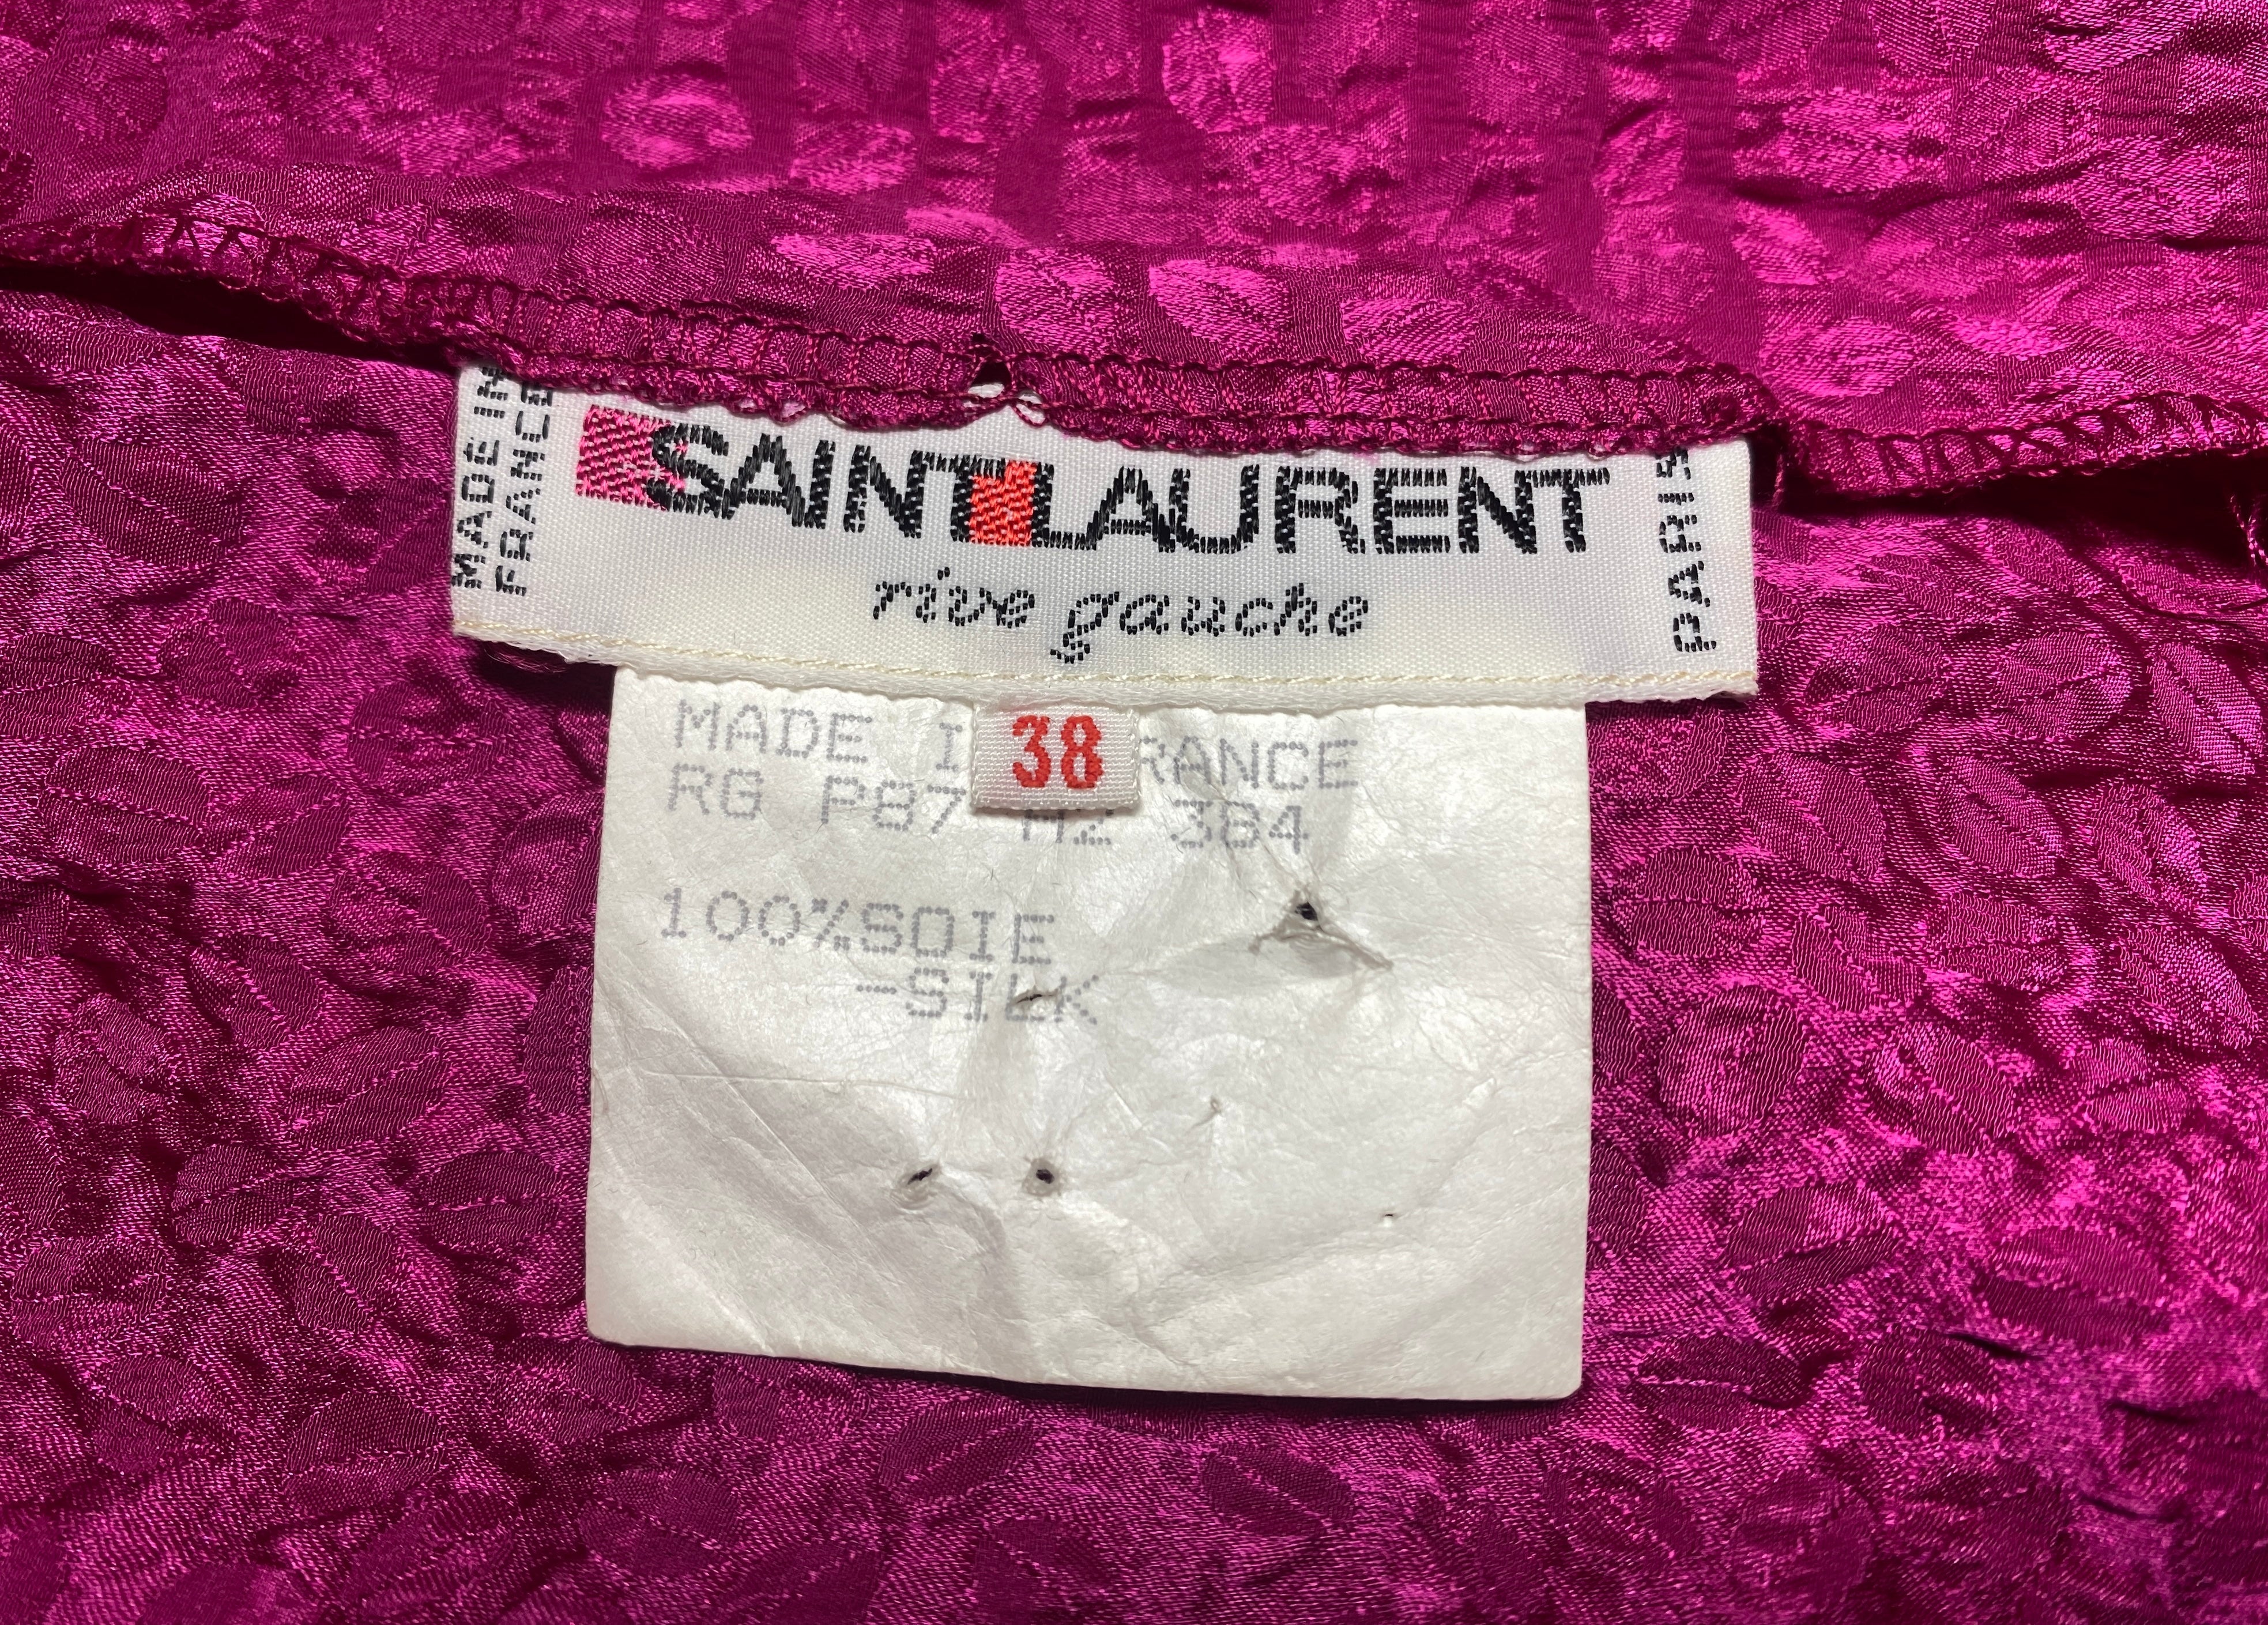 MADE IN
FRANCE
SAINT LAURENT
rive gauche
PARIS
38
MADE I RANCE
RG P87 384
100%SOIE
-SILK